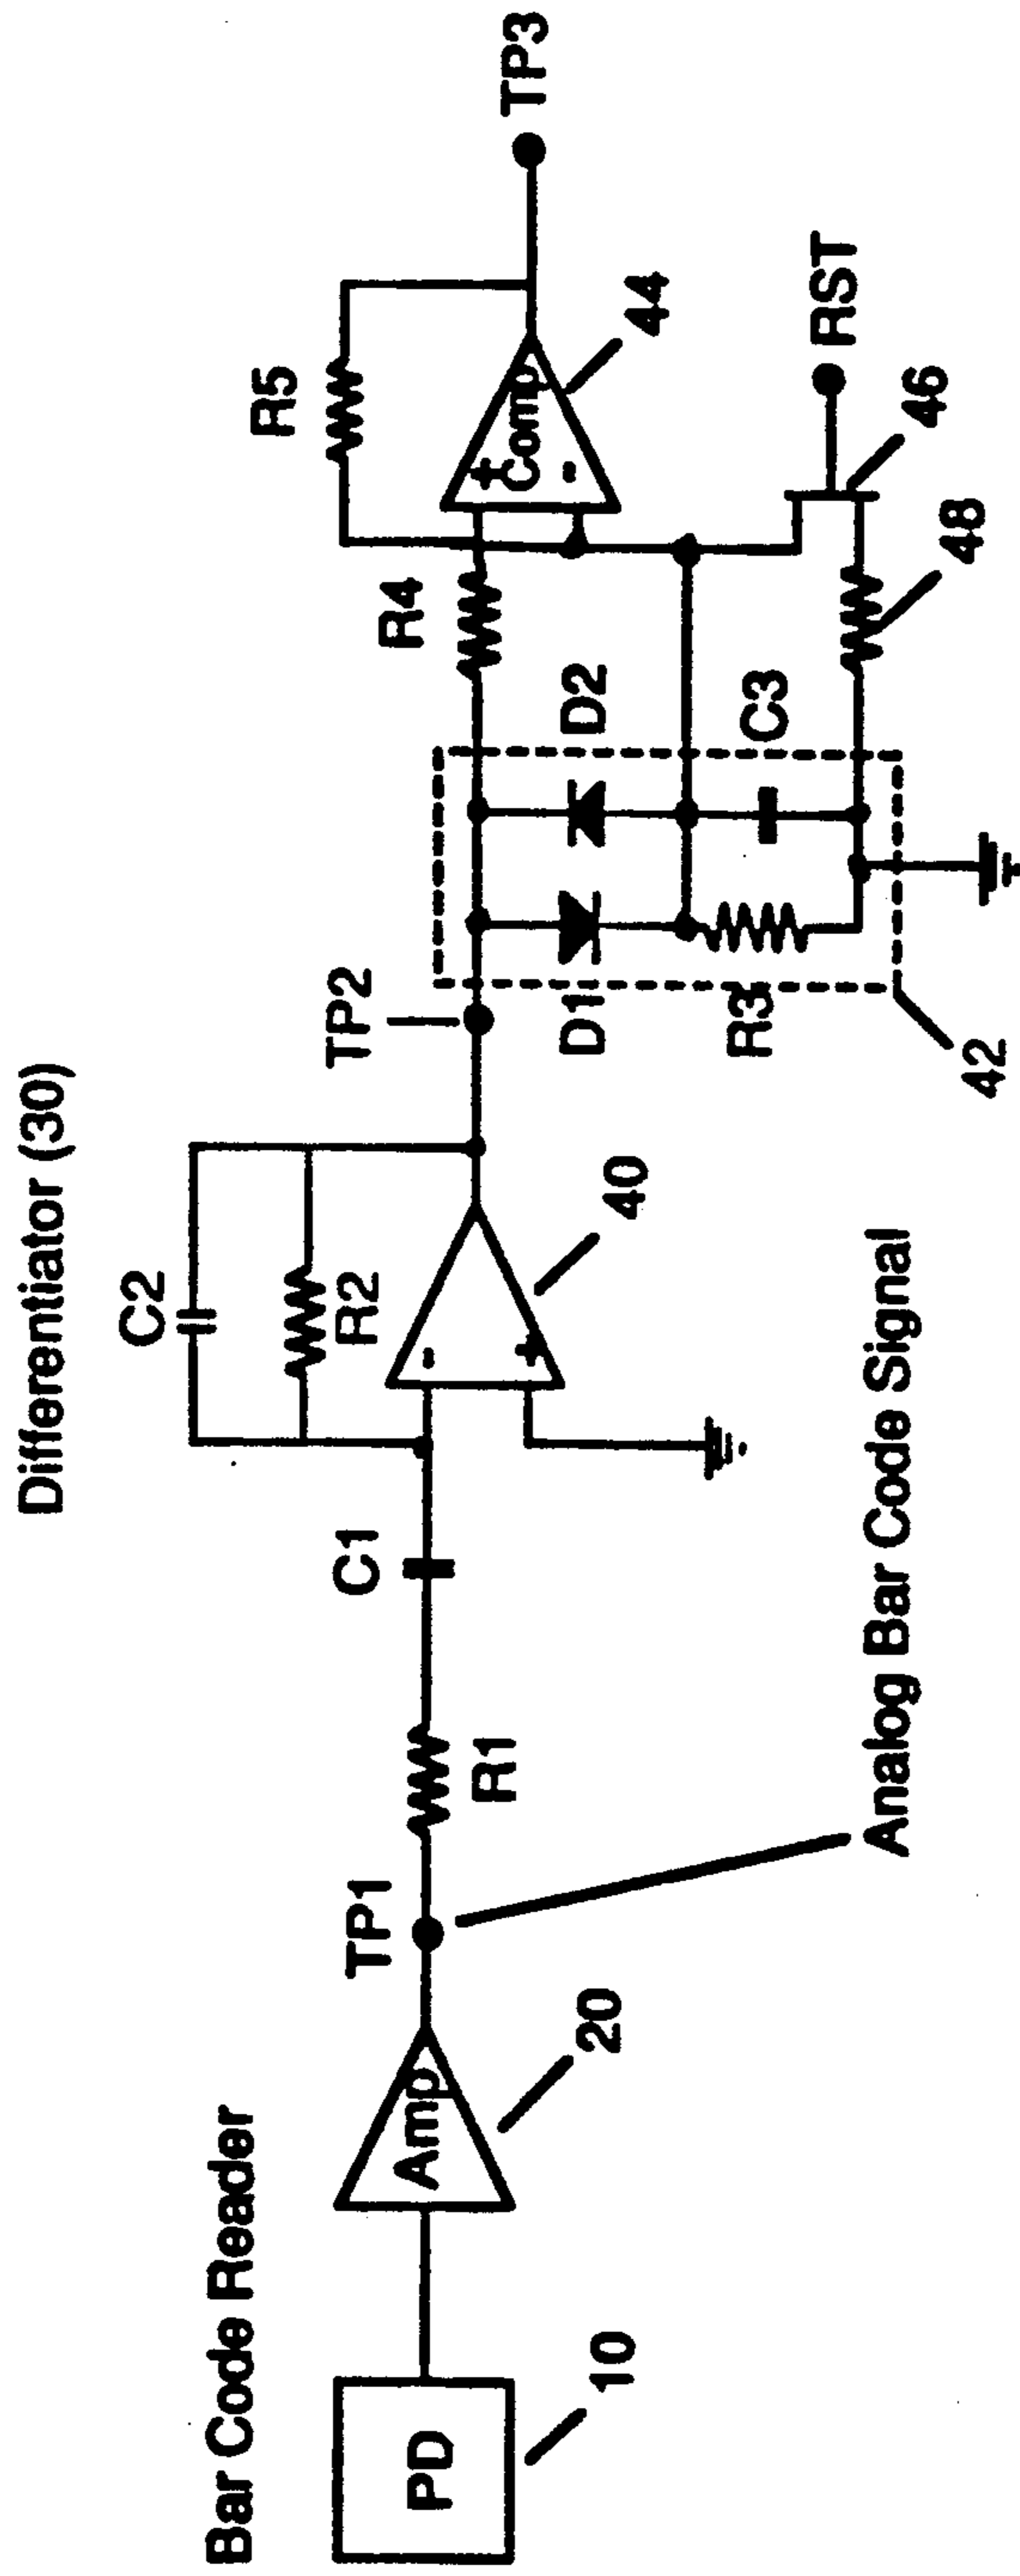 Bar Code Reader
Differentiator (30)
PD
10
Amp
20
TP1
Analog Bar Code Signal
R1
C1
C2
R2
-
+
40
TP2
D1
D2
R3
C3
42
R4
R5
+
Comp
-
44
TP3
RST
46
48